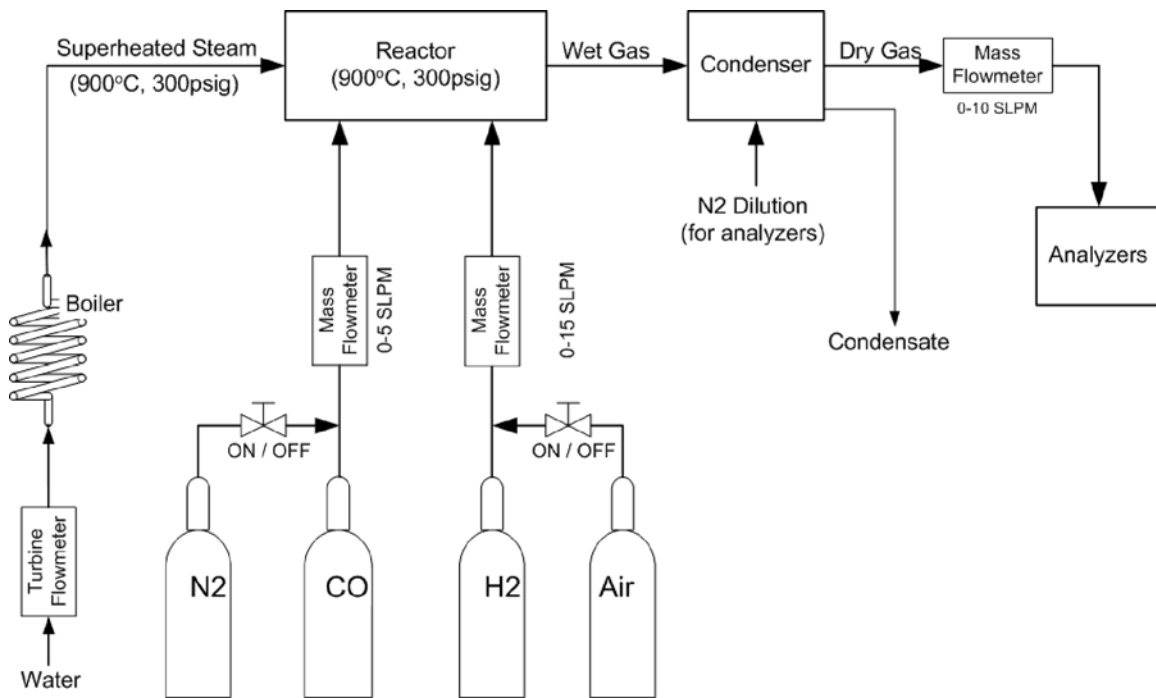 Superheated Steam
(900°C, 300psig)
Reactor
(900°C, 300psig)
Wet Gas
Condenser
Dry Gas
Mass
Flowmeter
0-10 SLPM
N2 Dilution
(for analyzers)
Analyzers
Condensate
Boiler
Mass
Flowmeter
0-5 SLPM
Mass
Flowmeter
0-15 SLPM
ON / OFF
ON / OFF
Turbine
Flowmeter
Water
N2
CO
H2
Air